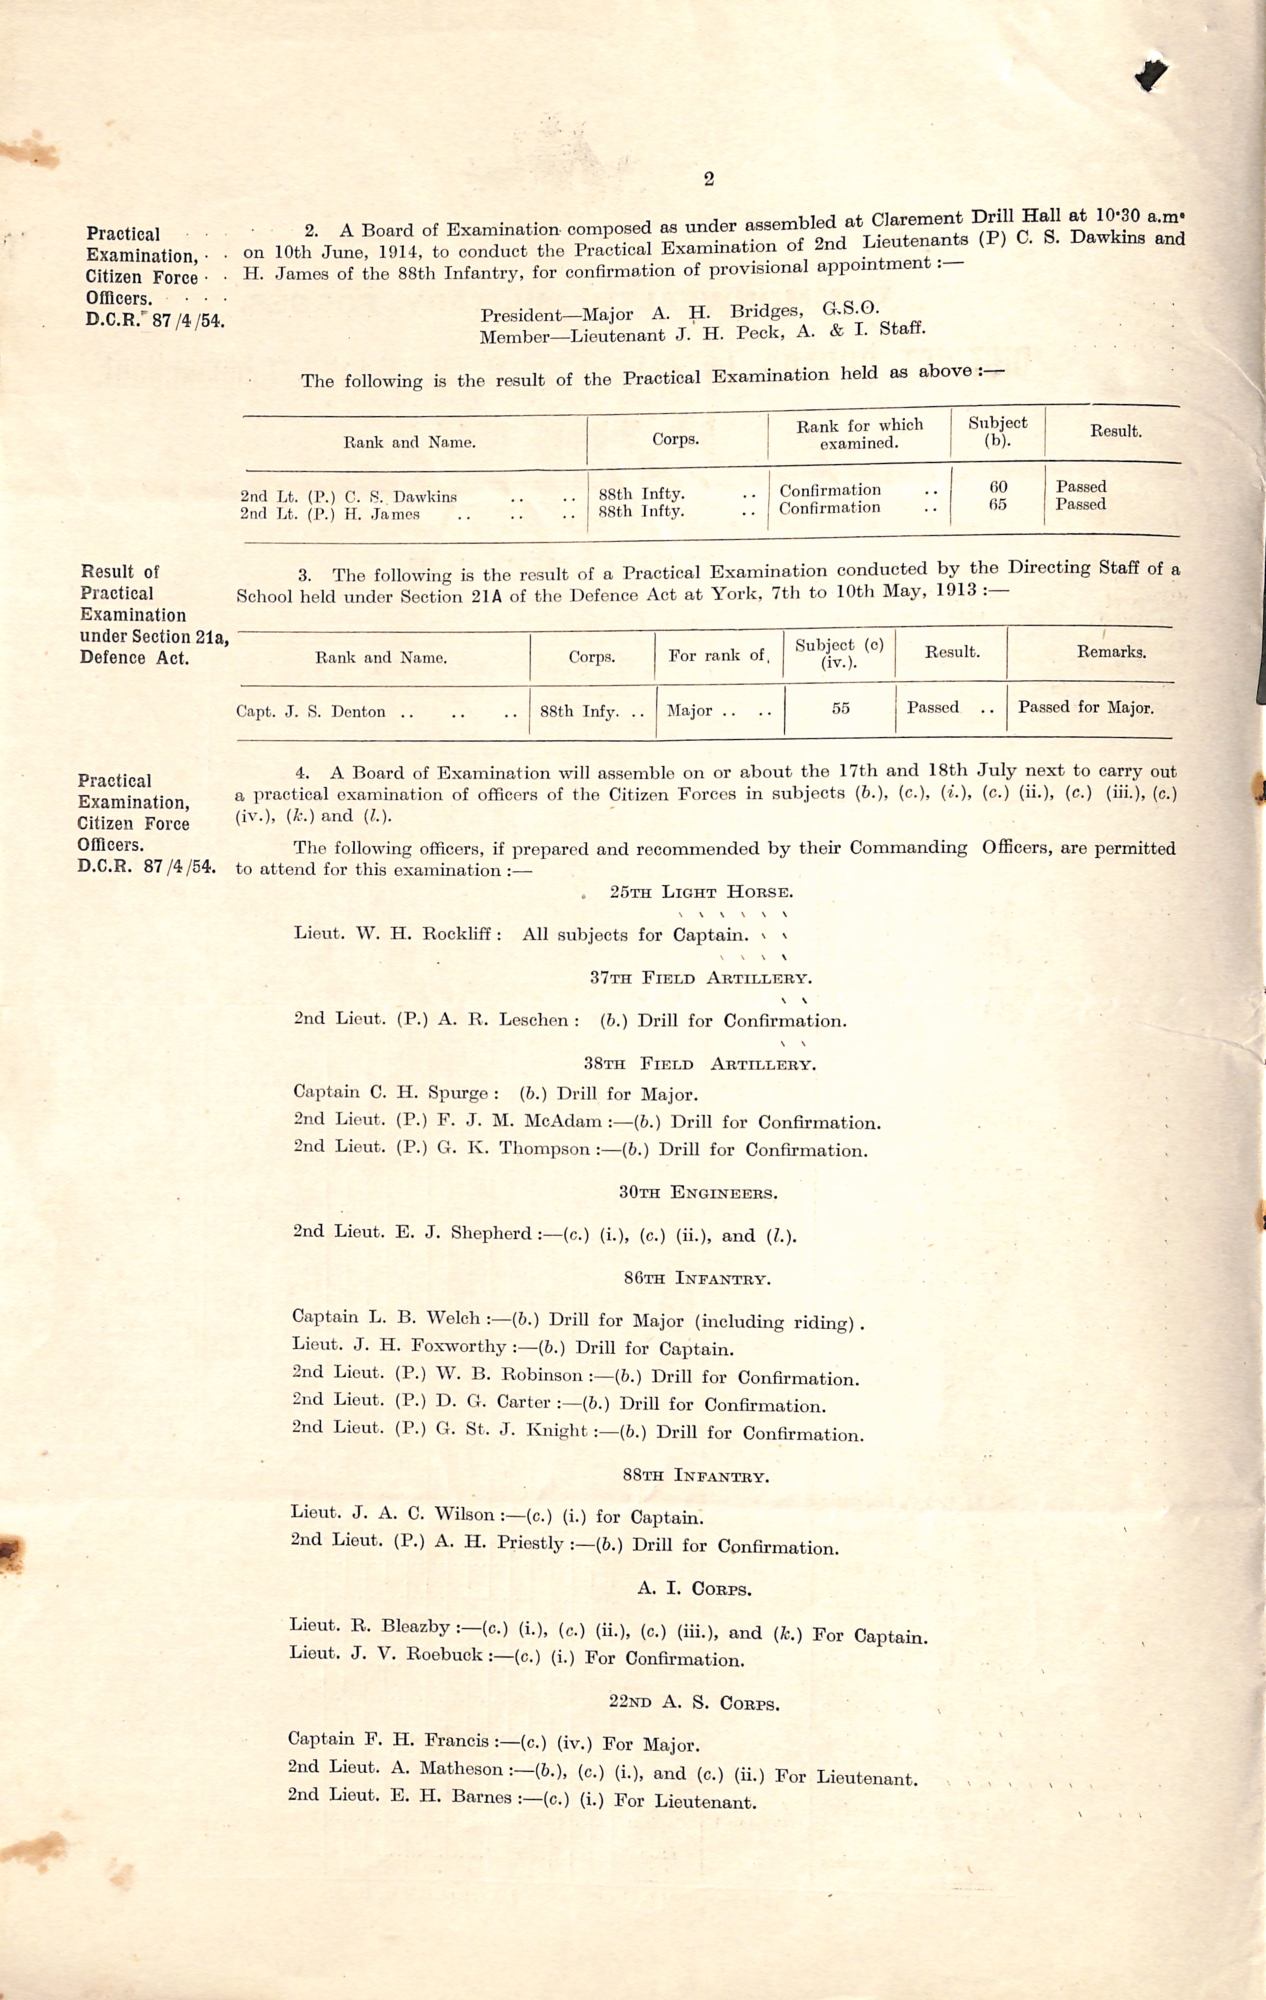 2
Practical
Examination,
Citizen Force
Officers.
D.C.R. 87/4/54.
2. A Board of Examination composed as under assembled at Clarement Drill Hall at 10·30 a.m.
on 10th June, 1914, to conduct the Practical Examination of 2nd Lieutenants (P) C. S. Dawkins and
H. James of the 88th Infantry, for confirmation of provisional appointment :—
President—Major A. H. Bridges, G.S.O.
Member—Lieutenant J. H. Peck, A. & I. Staff.
The following is the result of the Practical Examination held as above :—
Rank and Name. Corps. Rank for which examined. Subject (b). Result.
2nd Lt. (P.) C. S. Dawkins .. .. 88th Infty. .. Confirmation .. 60 Passed
2nd Lt. (P.) H. James .. .. .. 88th Infty. .. Confirmation .. 65 Passed
Result of
Practical
Examination
under Section 21a,
Defence Act.
3. The following is the result of a Practical Examination conducted by the Directing Staff of a
School held under Section 21A of the Defence Act at York, 7th to 10th May, 1913 :—
Rank and Name. Corps. For rank of. Subject (c) (iv.). Result. Remarks.
Capt. J. S. Denton .. .. .. 88th Infy. .. Major .. .. 55 Passed .. Passed for Major.
Practical
Examination,
Citizen Force
Officers.
D.C.R. 87/4/54.
4. A Board of Examination will assemble on or about the 17th and 18th July next to carry out
a practical examination of officers of the Citizen Forces in subjects (b.), (c.), (i.), (c.) (ii.), (c.) (iii.), (c.)
(iv.), (k.) and (l.).
The following officers, if prepared and recommended by their Commanding Officers, are permitted
to attend for this examination :—
25TH LIGHT HORSE.
Lieut. W. H. Rockliff : All subjects for Captain.
37TH FIELD ARTILLERY.
2nd Lieut. (P.) A. R. Leschen : (b.) Drill for Confirmation.
38TH FIELD ARTILLERY.
Captain C. H. Spurge : (b.) Drill for Major.
2nd Lieut. (P.) F. J. M. McAdam :—(b.) Drill for Confirmation.
2nd Lieut. (P.) G. K. Thompson :—(b.) Drill for Confirmation.
30TH ENGINEERS.
2nd Lieut. E. J. Shepherd :—(c.) (i.), (c.) (ii.), and (l.).
86TH INFANTRY.
Captain L. B. Welch :—(b.) Drill for Major (including riding).
Lieut. J. H. Foxworthy :—(b.) Drill for Captain.
2nd Lieut. (P.) W. B. Robinson :—(b.) Drill for Confirmation.
2nd Lieut. (P.) D. G. Carter :—(b.) Drill for Confirmation.
2nd Lieut. (P.) G. St. J. Knight :—(b.) Drill for Confirmation.
88TH INFANTRY.
Lieut. J. A. C. Wilson :—(c.) (i.) for Captain.
2nd Lieut. (P.) A. H. Priestly :—(b.) Drill for Confirmation.
A. I. CORPS.
Lieut. R. Bleazby :—(c.) (i.), (c.) (ii.), (c.) (iii.), and (k.) For Captain.
Lieut. J. V. Roebuck :—(c.) (i.) For Confirmation.
22ND A. S. CORPS.
Captain F. H. Francis :—(c.) (iv.) For Major.
2nd Lieut. A. Matheson :—(b.), (c.) (i.), and (c.) (ii.) For Lieutenant.
2nd Lieut. E. H. Barnes :—(c.) (i.) For Lieutenant.